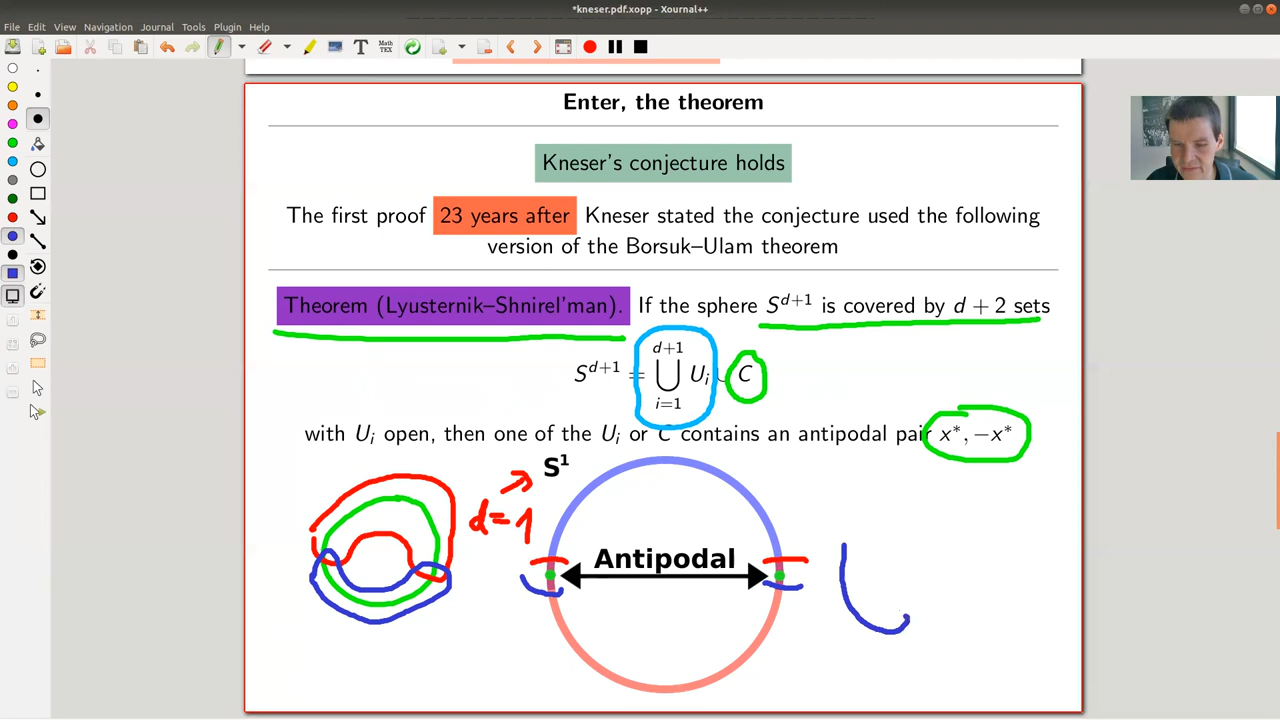 *kneser.pdf.xopp - Xournal++
File Edit View Navigation Journal Tools Plugin Help
Math TEX
Enter, the theorem
Kneser's conjecture holds
The first proof 23 years after Kneser stated the conjecture used the following
version of the Borsuk–Ulam theorem
Theorem (Lyusternik–Shnirel'man). If the sphere S^{d+1} is covered by d + 2 sets
S^{d+1} = ⋃_{i=1}^{d+1} U_i ∪ C
with U_i open, then one of the U_i or C contains an antipodal pair x*, −x*
S¹
d=1
Antipodal